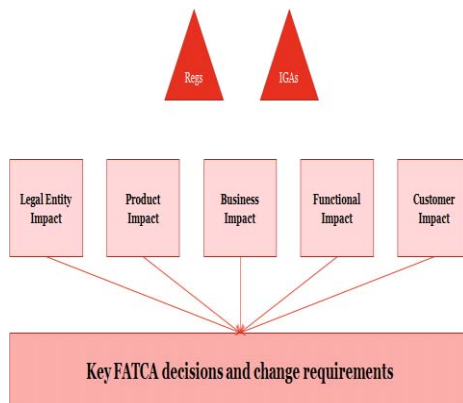 Regs
IGAs
Legal Entity
Impact
Product
Impact
Business
Impact
Functional
Impact
Customer
Impact
Key FATCA decisions and change requirements